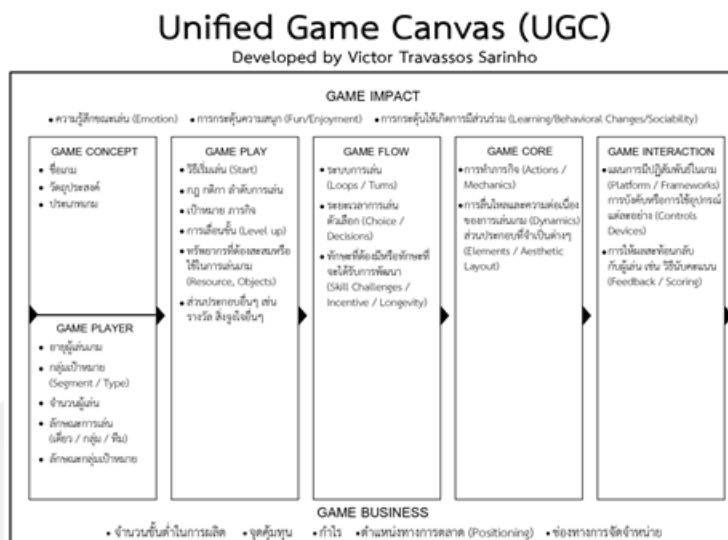 Unified Game Canvas (UGC)
Developed by Victor Travassos Sarinho
GAME IMPACT
• ความรู้สึกขณะเล่น (Emotion) • การกระตุ้นความสนุก (Fun/Enjoyment) • การกระตุ้นให้เกิดการมีส่วนร่วม (Learning/Behavioral Changes/Sociability)
GAME CONCEPT
• ชื่อเกม
• วัตถุประสงค์
• ประเภทเกม
GAME PLAYER
• อายุผู้เล่นเกม
• กลุ่มเป้าหมาย
(Segment / Type)
• จำนวนผู้เล่น
• ลักษณะการเล่น
(เดี่ยว / กลุ่ม / ทีม)
• ลักษณะกลุ่มเป้าหมาย
GAME PLAY
• วิธีเริ่มเล่น (Start)
• กฎ กติกา ลำดับการเล่น
• เป้าหมาย ภารกิจ
• การเลื่อนขั้น (Level up)
• ทรัพยากรที่ต้องสะสมหรือ
ใช้ในการเล่นเกม
(Resource, Objects)
• ส่วนประกอบอื่นๆ เช่น
รางวัล สิ่งจูงใจอื่นๆ
GAME FLOW
• ระบบการเล่น
(Loops / Turns)
• ระยะเวลาการเล่น
ตัวเลือก (Choice /
Decisions)
• ทักษะที่ต้องมีหรือทักษะที่
จะได้รับการพัฒนา
(Skill Challenges /
Incentive / Longevity)
GAME CORE
• การทำภารกิจ (Actions /
Mechanics)
• การลื่นไหลและความต่อเนื่อง
ของการเล่นเกม (Dynamics)
ส่วนประกอบที่จำเป็นต่างๆ
(Elements / Aesthetic
Layout)
GAME INTERACTION
• แผนการมีปฏิสัมพันธ์ในเกม
(Platform / Frameworks)
การบังคับหรือการใช้อุปกรณ์
แต่ละอย่าง (Controls
Devices)
• การให้ผลสะท้อนกลับ
กับผู้เล่น เช่น วิธีนับคะแนน
(Feedback / Scoring)
GAME BUSINESS
• จำนวนขั้นต่ำในการผลิต • จุดคุ้มทุน • กำไร • ตำแหน่งทางการตลาด (Positioning) • ช่องทางการจัดจำหน่าย